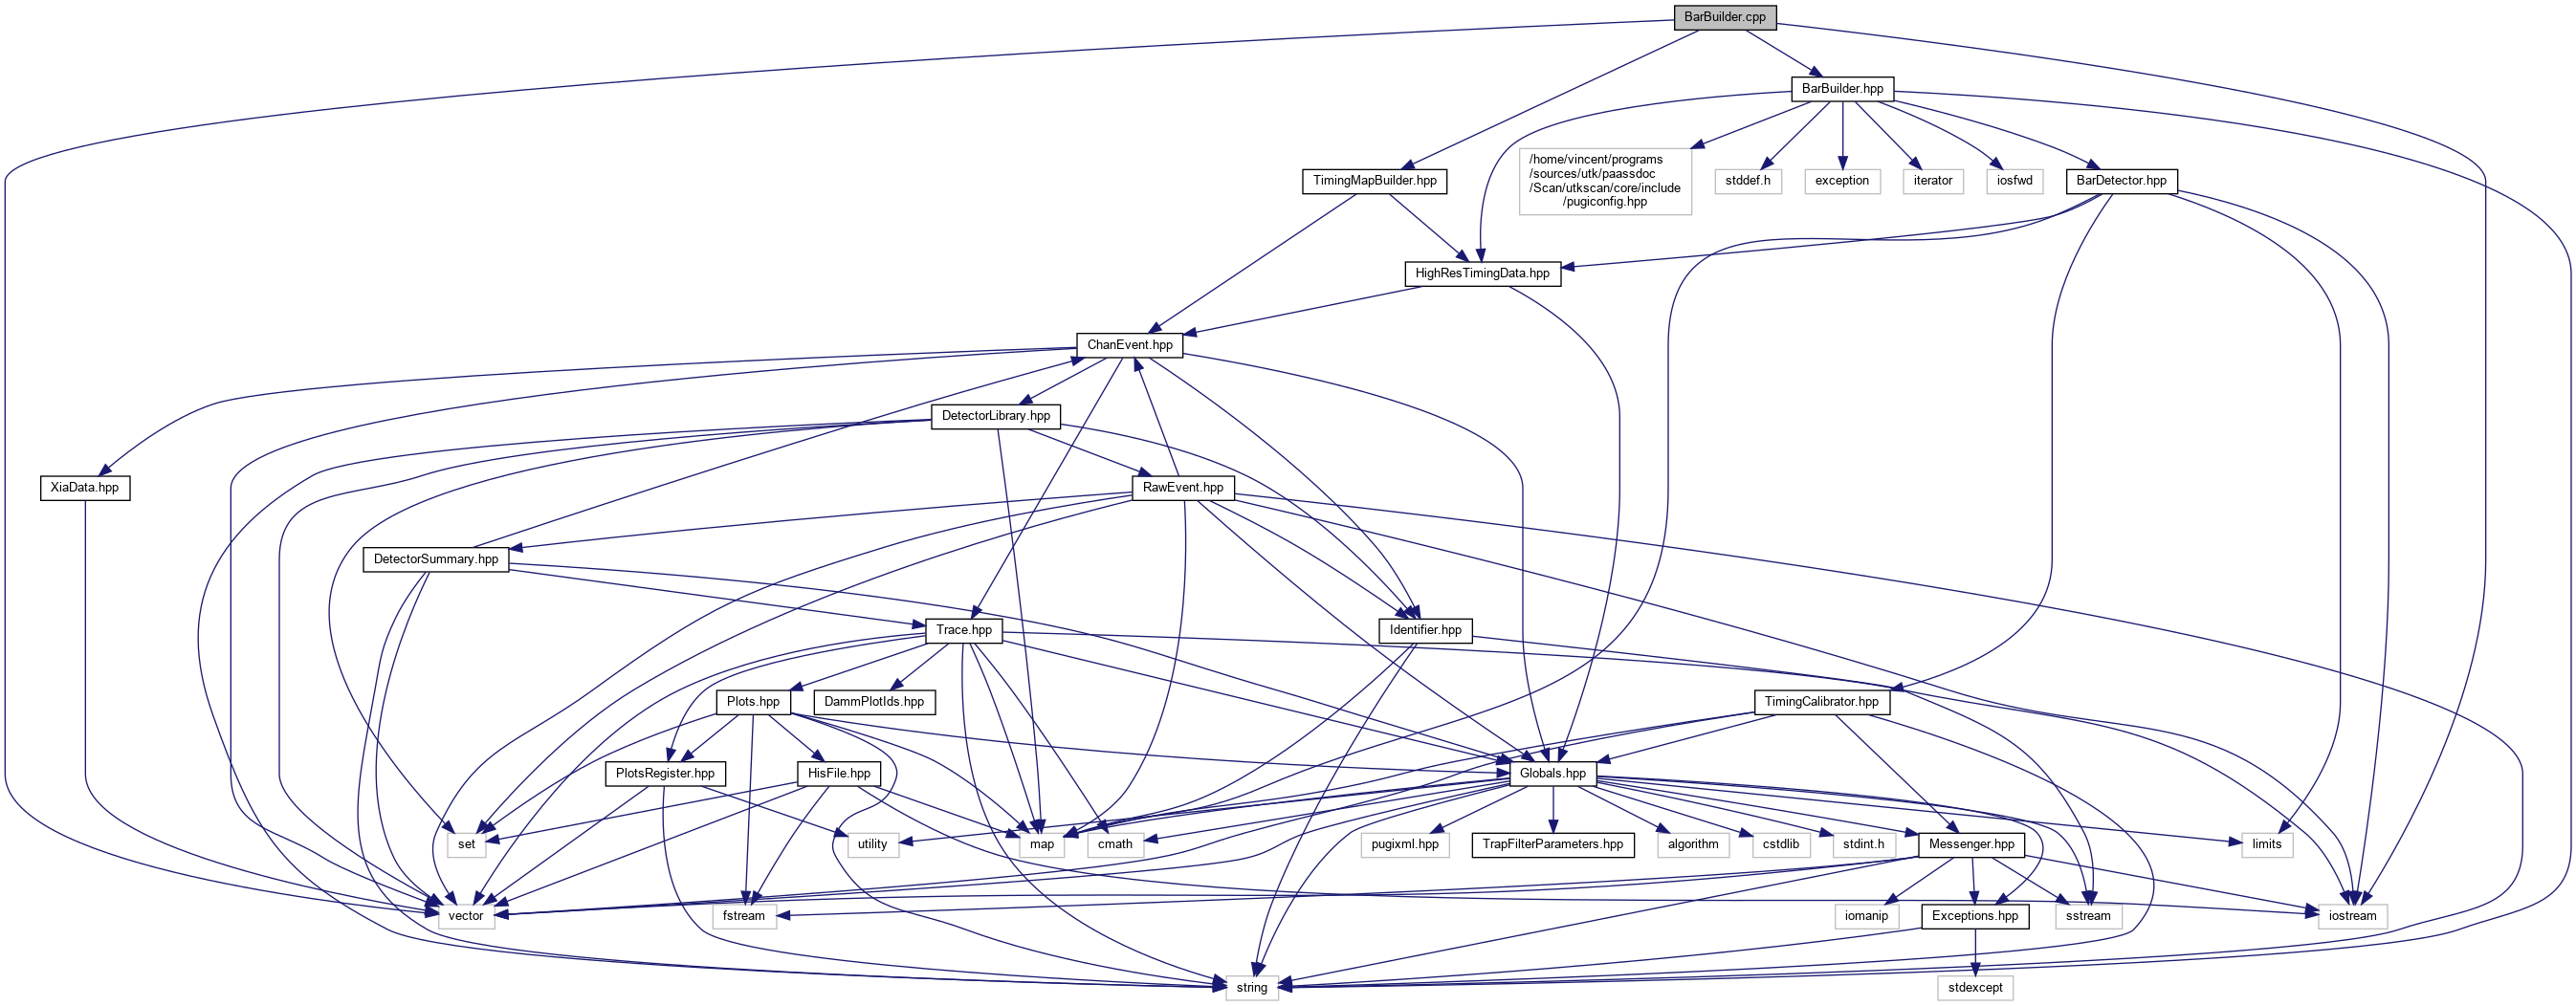 BarBuilder.cpp
BarBuilder.hpp
/home/vincent/programs
/sources/utk/paassdoc
/Scan/utkscan/core/include
/pugiconfig.hpp
stddef.h
exception
iterator
iosfwd
BarDetector.hpp
TimingMapBuilder.hpp
HighResTimingData.hpp
ChanEvent.hpp
DetectorLibrary.hpp
XiaData.hpp
RawEvent.hpp
DetectorSummary.hpp
Trace.hpp
Identifier.hpp
Plots.hpp
DammPlotIds.hpp
TimingCalibrator.hpp
PlotsRegister.hpp
HisFile.hpp
Globals.hpp
set
utility
map
cmath
pugixml.hpp
TrapFilterParameters.hpp
algorithm
cstdlib
stdint.h
Messenger.hpp
limits
vector
fstream
iomanip
Exceptions.hpp
sstream
iostream
string
stdexcept